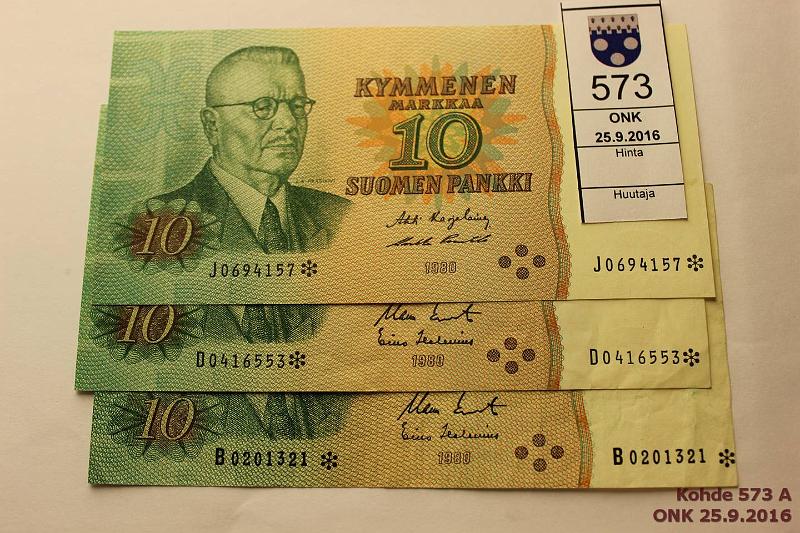 KYMMENEN
MARKKAA
10
SUOMEN PANKKI
10
J0694157*
1980
J0694157*
573
ONK
25.9.2016
Hinta
Huutaja
10
D0416553*
1980
D0416553*
10
B0201321*
1980
B0201321*
Kohde 573 A
ONK 25.9.2016